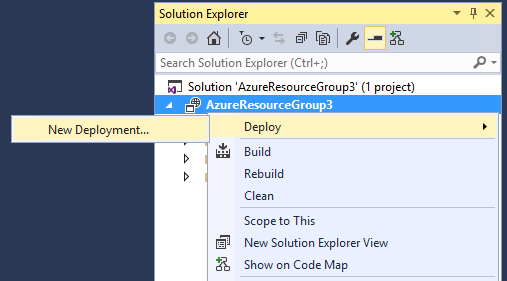 Solution Explorer
Search Solution Explorer (Ctrl+;)
Solution 'AzureResourceGroup3' (1 project)
AzureResourceGroup3
New Deployment...
Deploy
Build
Rebuild
Clean
Scope to This
New Solution Explorer View
Show on Code Map